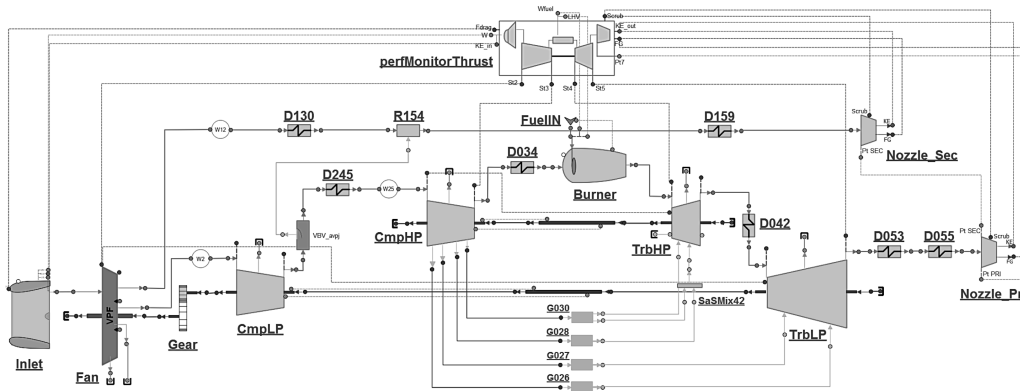 Wfuel
LHV
Scrub
Fdrag
KE_out
W
FG
KE_in
perfMonitorThrust
Pt7
St2
St3
St4
St5
D130
R154
FuelIN
D159
Scrub
KE
W12
FG
Pt SEC
Nozzle_Sec
D034
D245
W25
Burner
VBV_avpj
CmpHP
TrbHP
D042
D053
D055
Pt SEC
Scrub
KE
FG
W2
Pt PRI
Nozzle_Pr
VPF
CmpLP
SaSMix42
TrbLP
Inlet
Fan
Gear
G030
G028
G027
G026